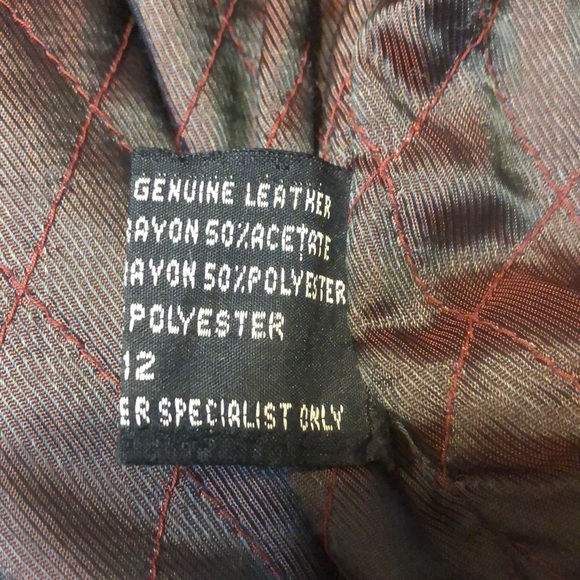 GENUINE LEATHER
RAYON 50%ACETATE
RAYON 50%POLYESTER
POLYESTER
12
ER SPECIALIST ONLY